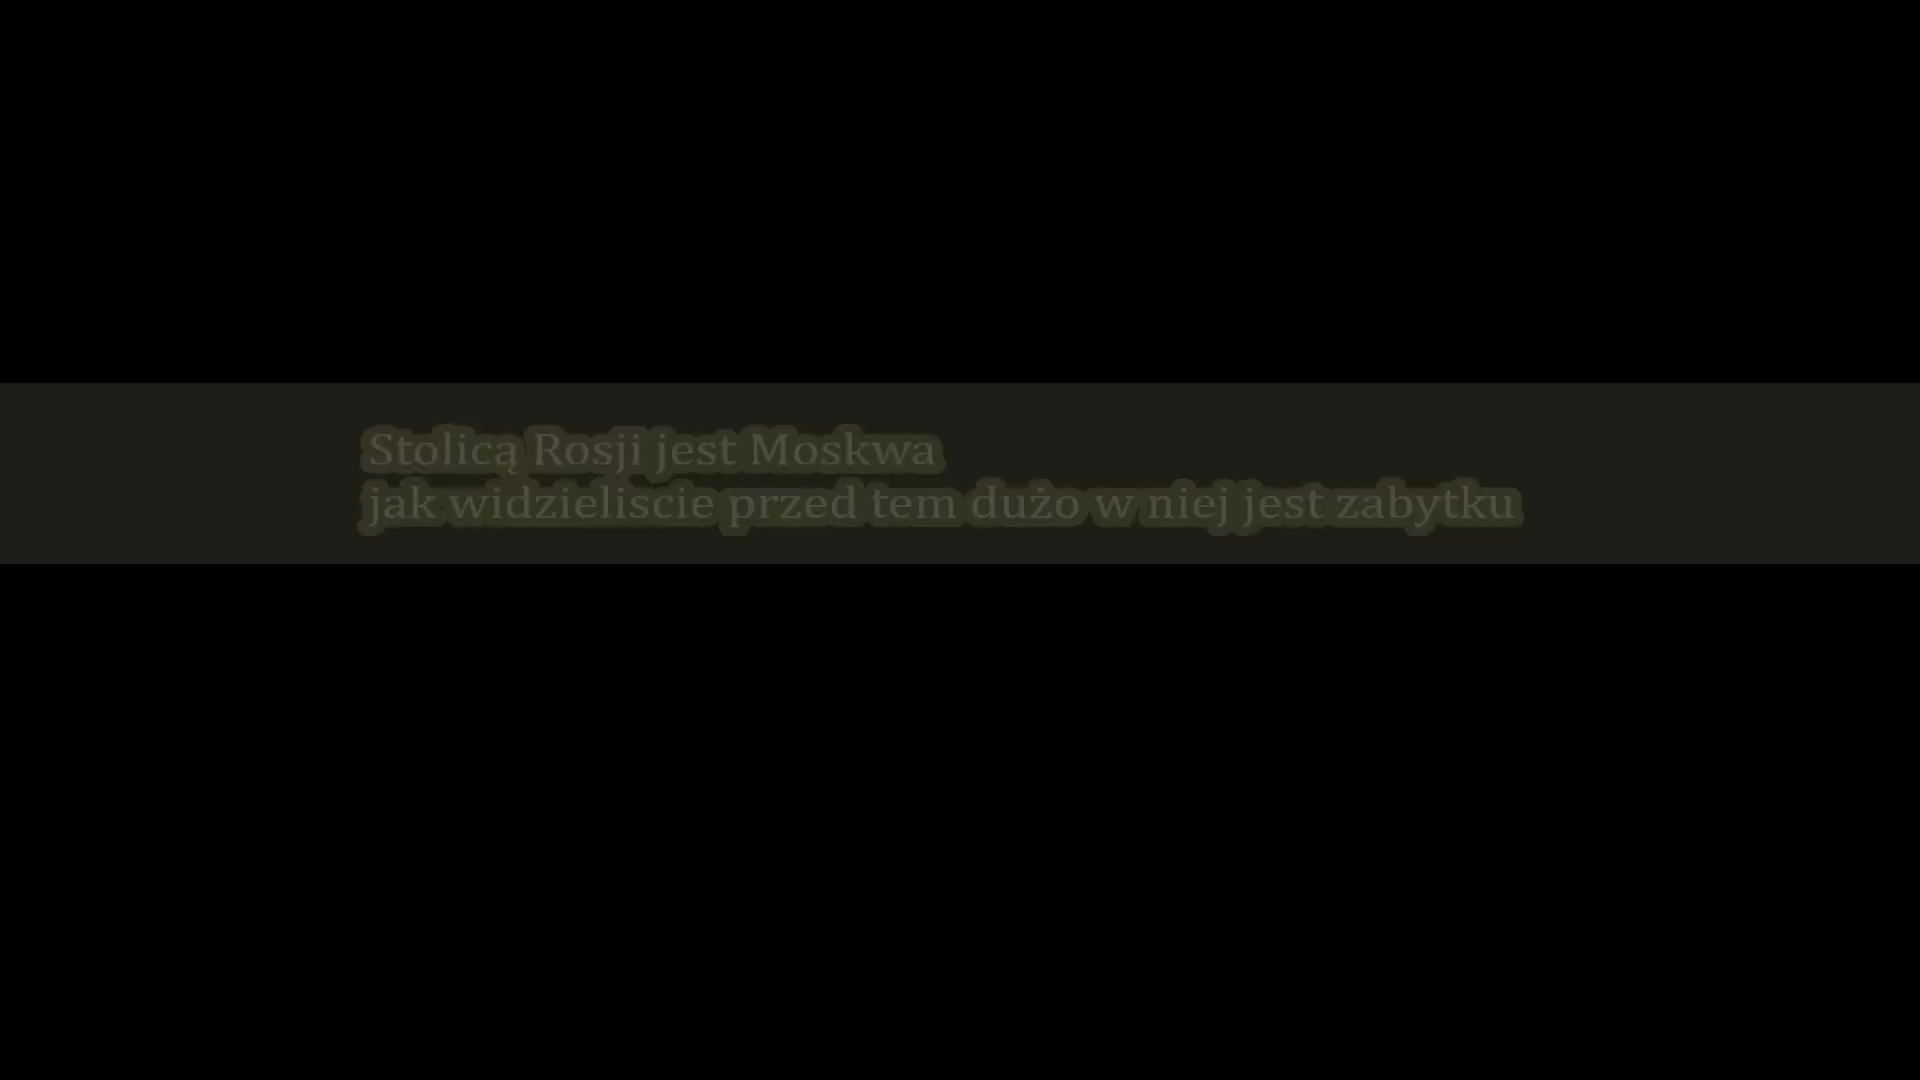 Stolicą Rosji jest Moskwa
jak widzieliscie przed tem dużo w niej jest zabytku